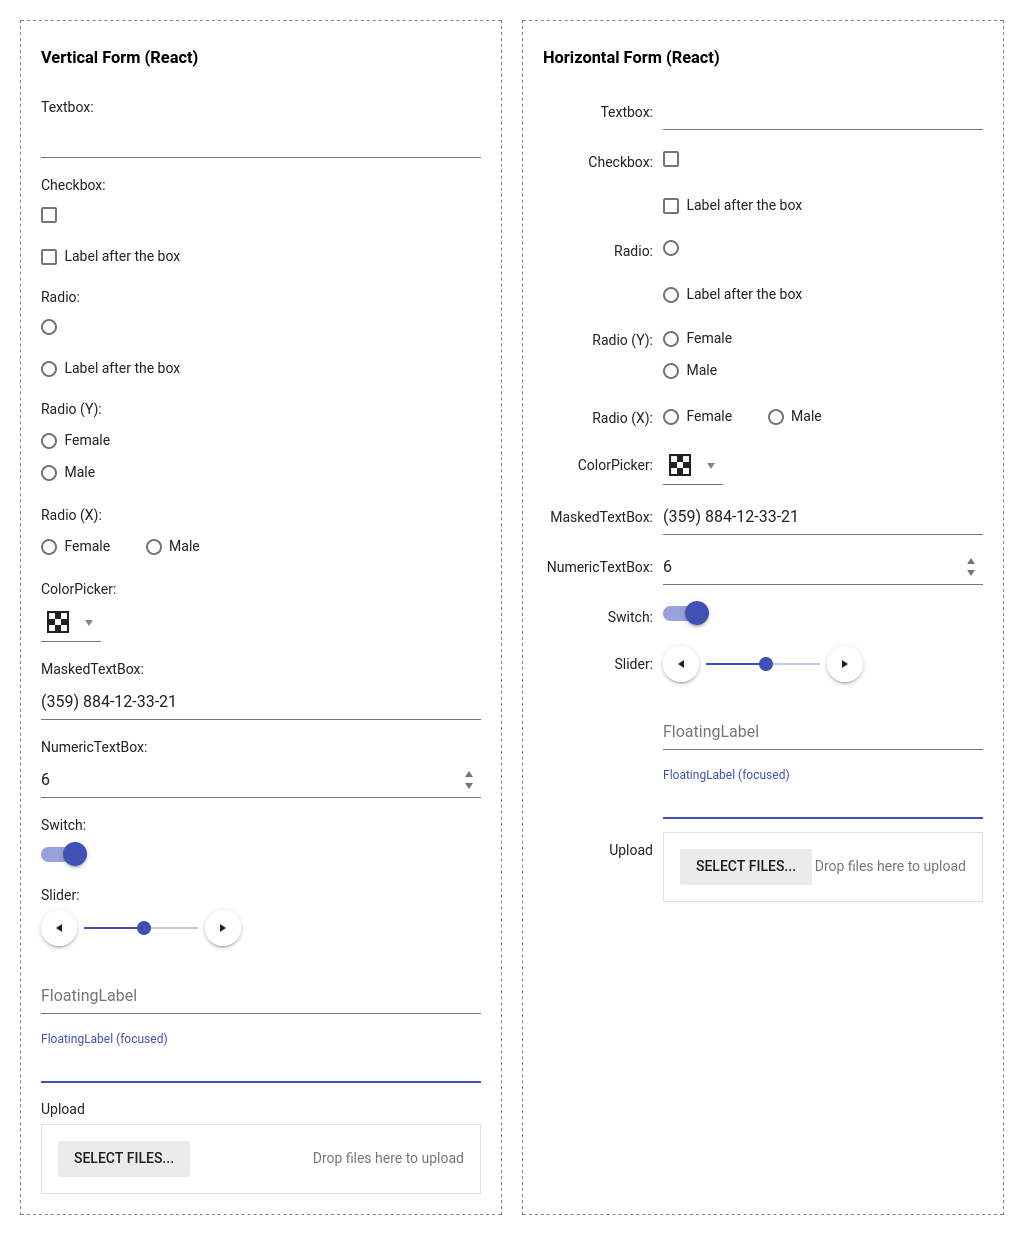 Vertical Form (React)
Textbox:
Checkbox:
Label after the box
Radio:
Label after the box
Radio (Y):
Female
Male
Radio (X):
Female Male
ColorPicker:
MaskedTextBox:
(359) 884-12-33-21
NumericTextBox:
6
Switch:
Slider:
FloatingLabel
FloatingLabel (focused)
Upload
SELECT FILES... Drop files here to upload
Horizontal Form (React)
Textbox:
Checkbox:
Label after the box
Radio:
Label after the box
Radio (Y): Female
Male
Radio (X): Female Male
ColorPicker:
MaskedTextBox: (359) 884-12-33-21
NumericTextBox: 6
Switch:
Slider:
FloatingLabel
FloatingLabel (focused)
Upload SELECT FILES... Drop files here to upload